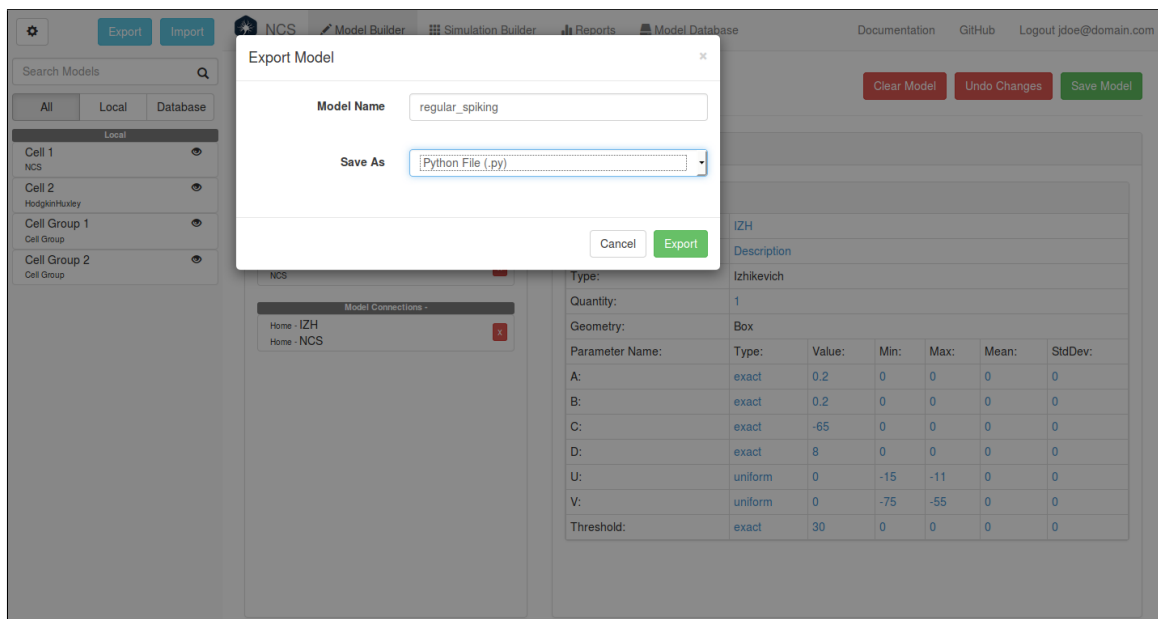 Export Import NCS Model Builder Simulation Builder Reports Model Database Documentation GitHub Logout jdoe@domain.com
Search Models
All Local Database
Local
Cell 1
NCS
Cell 2
HodgkinHuxley
Cell Group 1
Cell Group
Cell Group 2
Cell Group
Export Model ×
Model Name regular_spiking
Save As Python File (.py)
Cancel Export
Clear Model Undo Changes Save Model
NCS
Model Connections -
Home - IZH x
Home - NCS
IZH
Description
Type: Izhikevich
Quantity: 1
Geometry: Box
Parameter Name: Type: Value: Min: Max: Mean: StdDev:
A: exact 0.2 0 0 0 0
B: exact 0.2 0 0 0 0
C: exact -65 0 0 0 0
D: exact 8 0 0 0 0
U: uniform 0 -15 -11 0 0
V: uniform 0 -75 -55 0 0
Threshold: exact 30 0 0 0 0